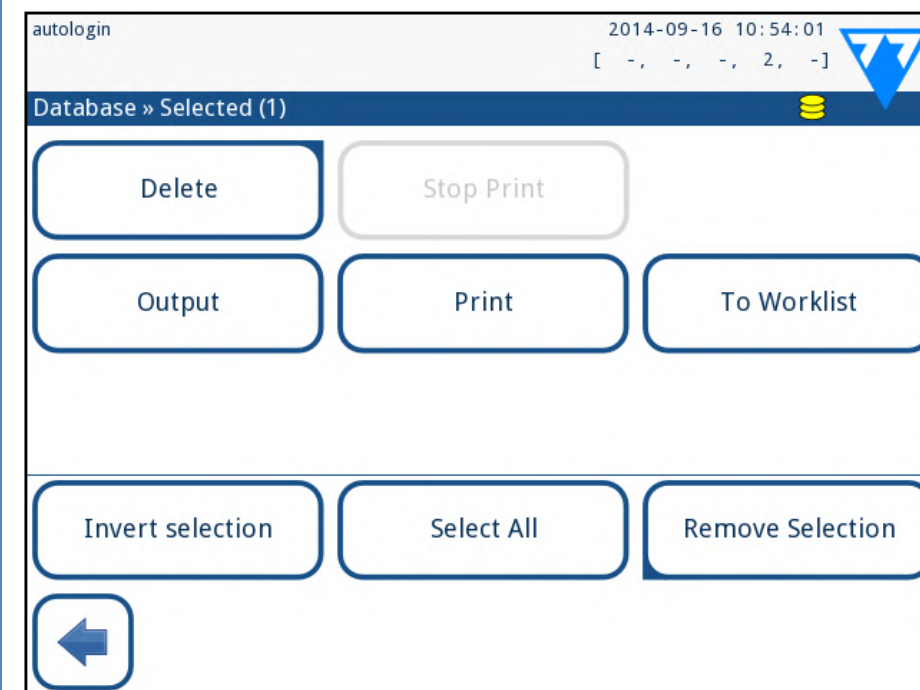 autologin
2014-09-16 10:54:01
[ -, -, -, 2, -]
Database » Selected (1)
Delete
Stop Print
Output
Print
To Worklist
Invert selection
Select All
Remove Selection